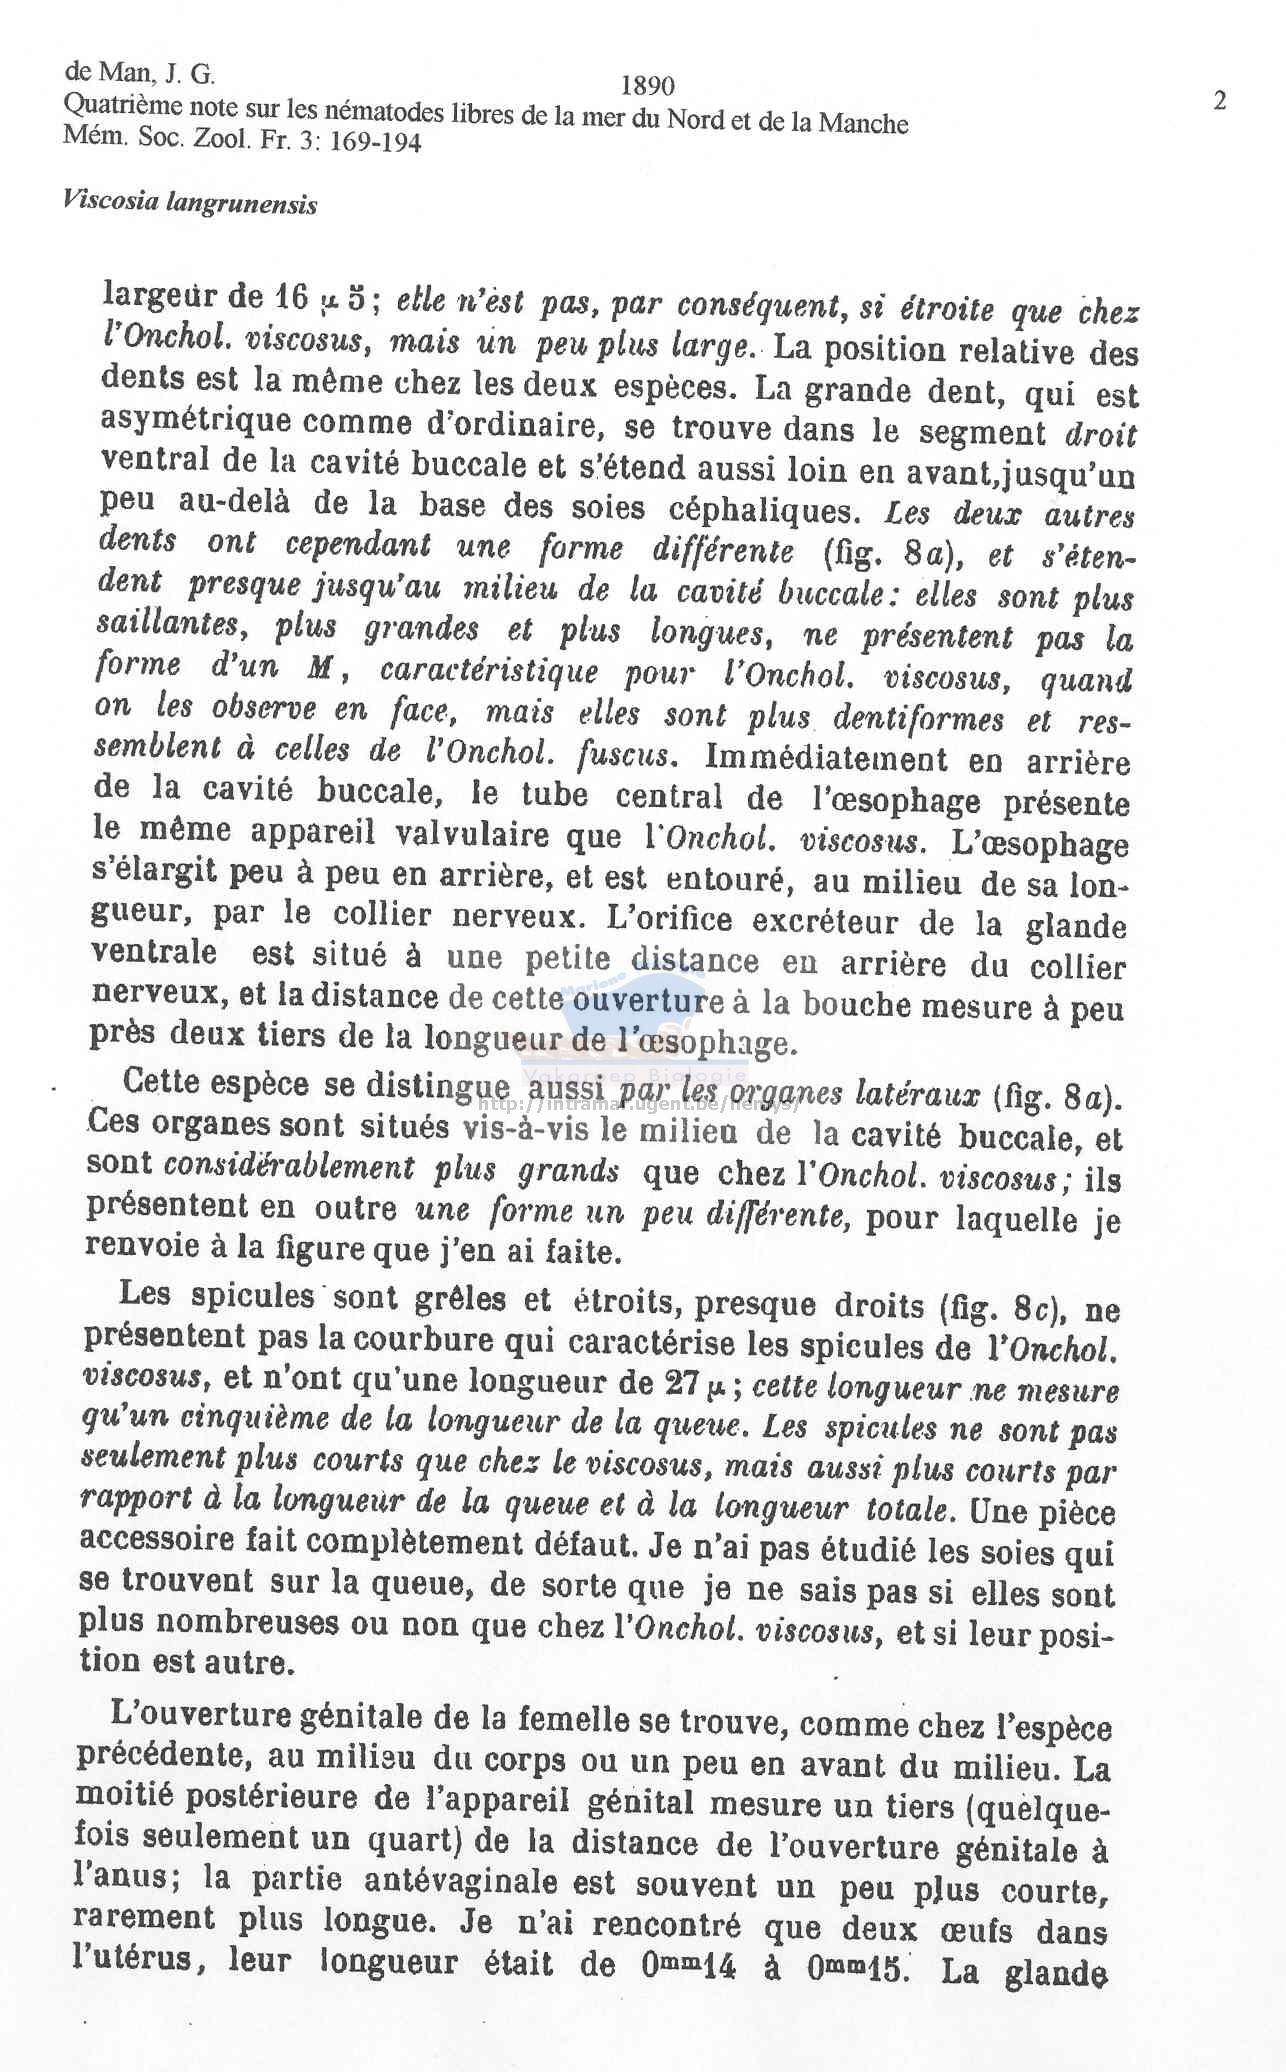 de Man, J. G.
1890
2
Quatrième note sur les nématodes libres de la mer du Nord et de la Manche
Mém. Soc. Zool. Fr. 3: 169-194
Viscosia langrunensis
largeur de 16 µ 5; elle n'est pas, par conséquent, si étroite que chez
l'Onchol. viscosus, mais un peu plus large. La position relative des
dents est la même chez les deux espèces. La grande dent, qui est
asymétrique comme d'ordinaire, se trouve dans le segment droit
ventral de la cavité buccale et s'étend aussi loin en avant, jusqu'un
peu au-delà de la base des soies céphaliques. Les deux autres
dents ont cependant une forme différente (fig. 8a), et s'éten-
dent presque jusqu'au milieu de la cavité buccale: elles sont plus
saillantes, plus grandes et plus longues, ne présentent pas la
forme d'un M, caractéristique pour l'Onchol. viscosus, quand
on les observe en face, mais elles sont plus dentiformes et res-
semblent à celles de l'Onchol. fuscus. Immédiatement en arrière
de la cavité buccale, le tube central de l'œsophage présente
le même appareil valvulaire que l'Onchol. viscosus. L'œsophage
s'élargit peu à peu en arrière, et est entouré, au milieu de sa lon-
gueur, par le collier nerveux. L'orifice excréteur de la glande
ventrale est situé à une petite distance en arrière du collier
nerveux, et la distance de cette ouverture à la bouche mesure à peu
près deux tiers de la longueur de l'œsophage.
Vakgroep Biologie
http://intramar.ugent.be/nemys/
Cette espèce se distingue aussi par les organes latéraux (fig. 8a).
Ces organes sont situés vis-à-vis le milieu de la cavité buccale, et
sont considérablement plus grands que chez l'Onchol. viscosus; ils
présentent en outre une forme un peu différente, pour laquelle je
renvoie à la figure que j'en ai faite.
Les spicules sont grêles et étroits, presque droits (fig. 8c), ne
présentent pas la courbure qui caractérise les spicules de l'Onchol.
viscosus, et n'ont qu'une longueur de 27 µ; cette longueur ne mesure
qu'un cinquième de la longueur de la queue. Les spicules ne sont pas
seulement plus courts que chez le viscosus, mais aussi plus courts par
rapport à la longueur de la queue et à la longueur totale. Une pièce
accessoire fait complètement défaut. Je n'ai pas étudié les soies qui
se trouvent sur la queue, de sorte que je ne sais pas si elles sont
plus nombreuses ou non que chez l'Onchol. viscosus, et si leur posi-
tion est autre.
L'ouverture génitale de la femelle se trouve, comme chez l'espèce
précédente, au milieu du corps ou un peu en avant du milieu. La
moitié postérieure de l'appareil génital mesure un tiers (quelque-
fois seulement un quart) de la distance de l'ouverture génitale à
l'anus; la partie antévaginale est souvent un peu plus courte,
rarement plus longue. Je n'ai rencontré que deux œufs dans
l'utérus, leur longueur était de 0mm14 à 0mm15. La glande